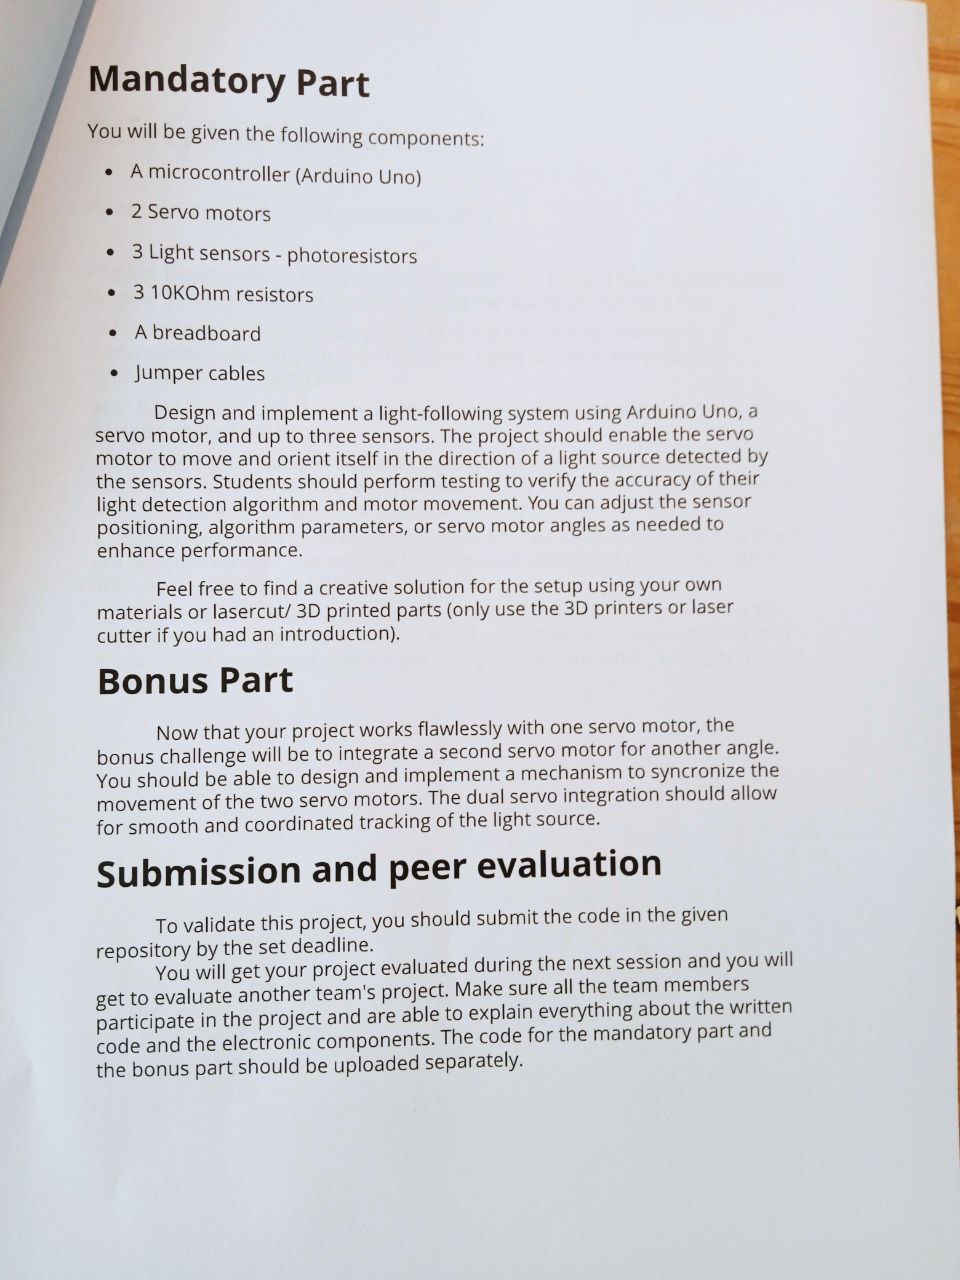 Mandatory Part
You will be given the following components:
• A microcontroller (Arduino Uno)
• 2 Servo motors
• 3 Light sensors - photoresistors
• 3 10KOhm resistors
• A breadboard
• Jumper cables
Design and implement a light-following system using Arduino Uno, a
servo motor, and up to three sensors. The project should enable the servo
motor to move and orient itself in the direction of a light source detected by
the sensors. Students should perform testing to verify the accuracy of their
light detection algorithm and motor movement. You can adjust the sensor
positioning, algorithm parameters, or servo motor angles as needed to
enhance performance.
Feel free to find a creative solution for the setup using your own
materials or lasercut/ 3D printed parts (only use the 3D printers or laser
cutter if you had an introduction).
Bonus Part
Now that your project works flawlessly with one servo motor, the
bonus challenge will be to integrate a second servo motor for another angle.
You should be able to design and implement a mechanism to syncronize the
movement of the two servo motors. The dual servo integration should allow
for smooth and coordinated tracking of the light source.
Submission and peer evaluation
To validate this project, you should submit the code in the given
repository by the set deadline.
You will get your project evaluated during the next session and you will
get to evaluate another team's project. Make sure all the team members
participate in the project and are able to explain everything about the written
code and the electronic components. The code for the mandatory part and
the bonus part should be uploaded separately.